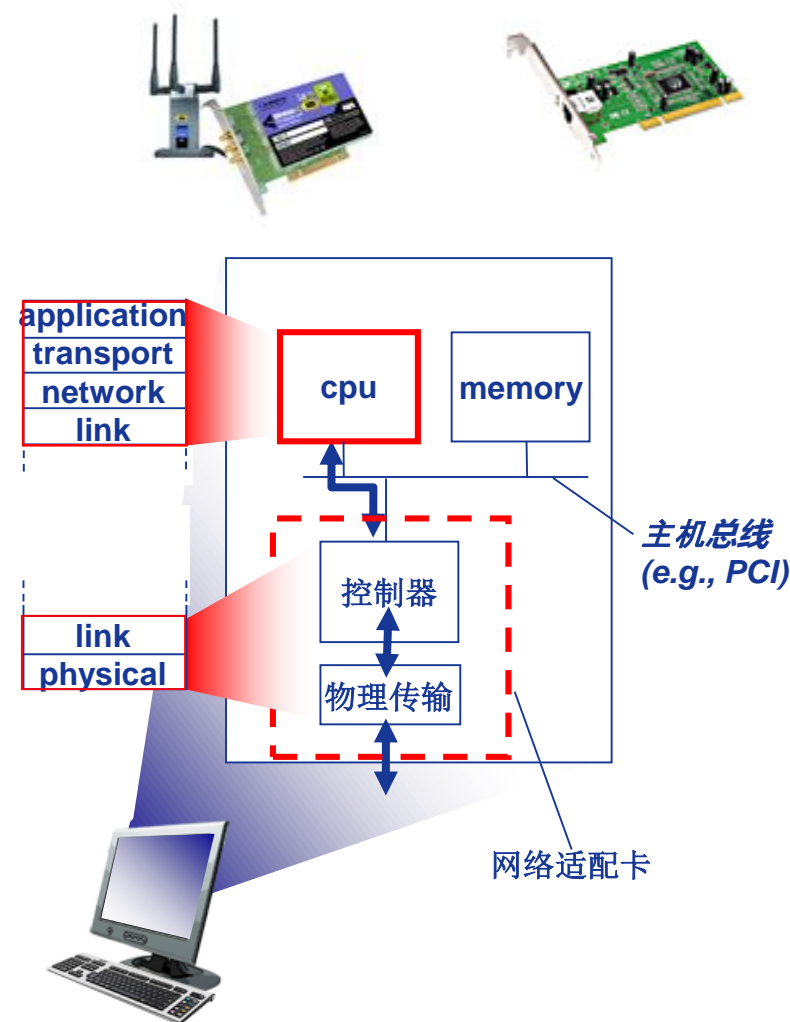 application
transport
network
link
cpu
memory
主机总线
(e.g., PCI)
控制器
link
physical
物理传输
网络适配卡